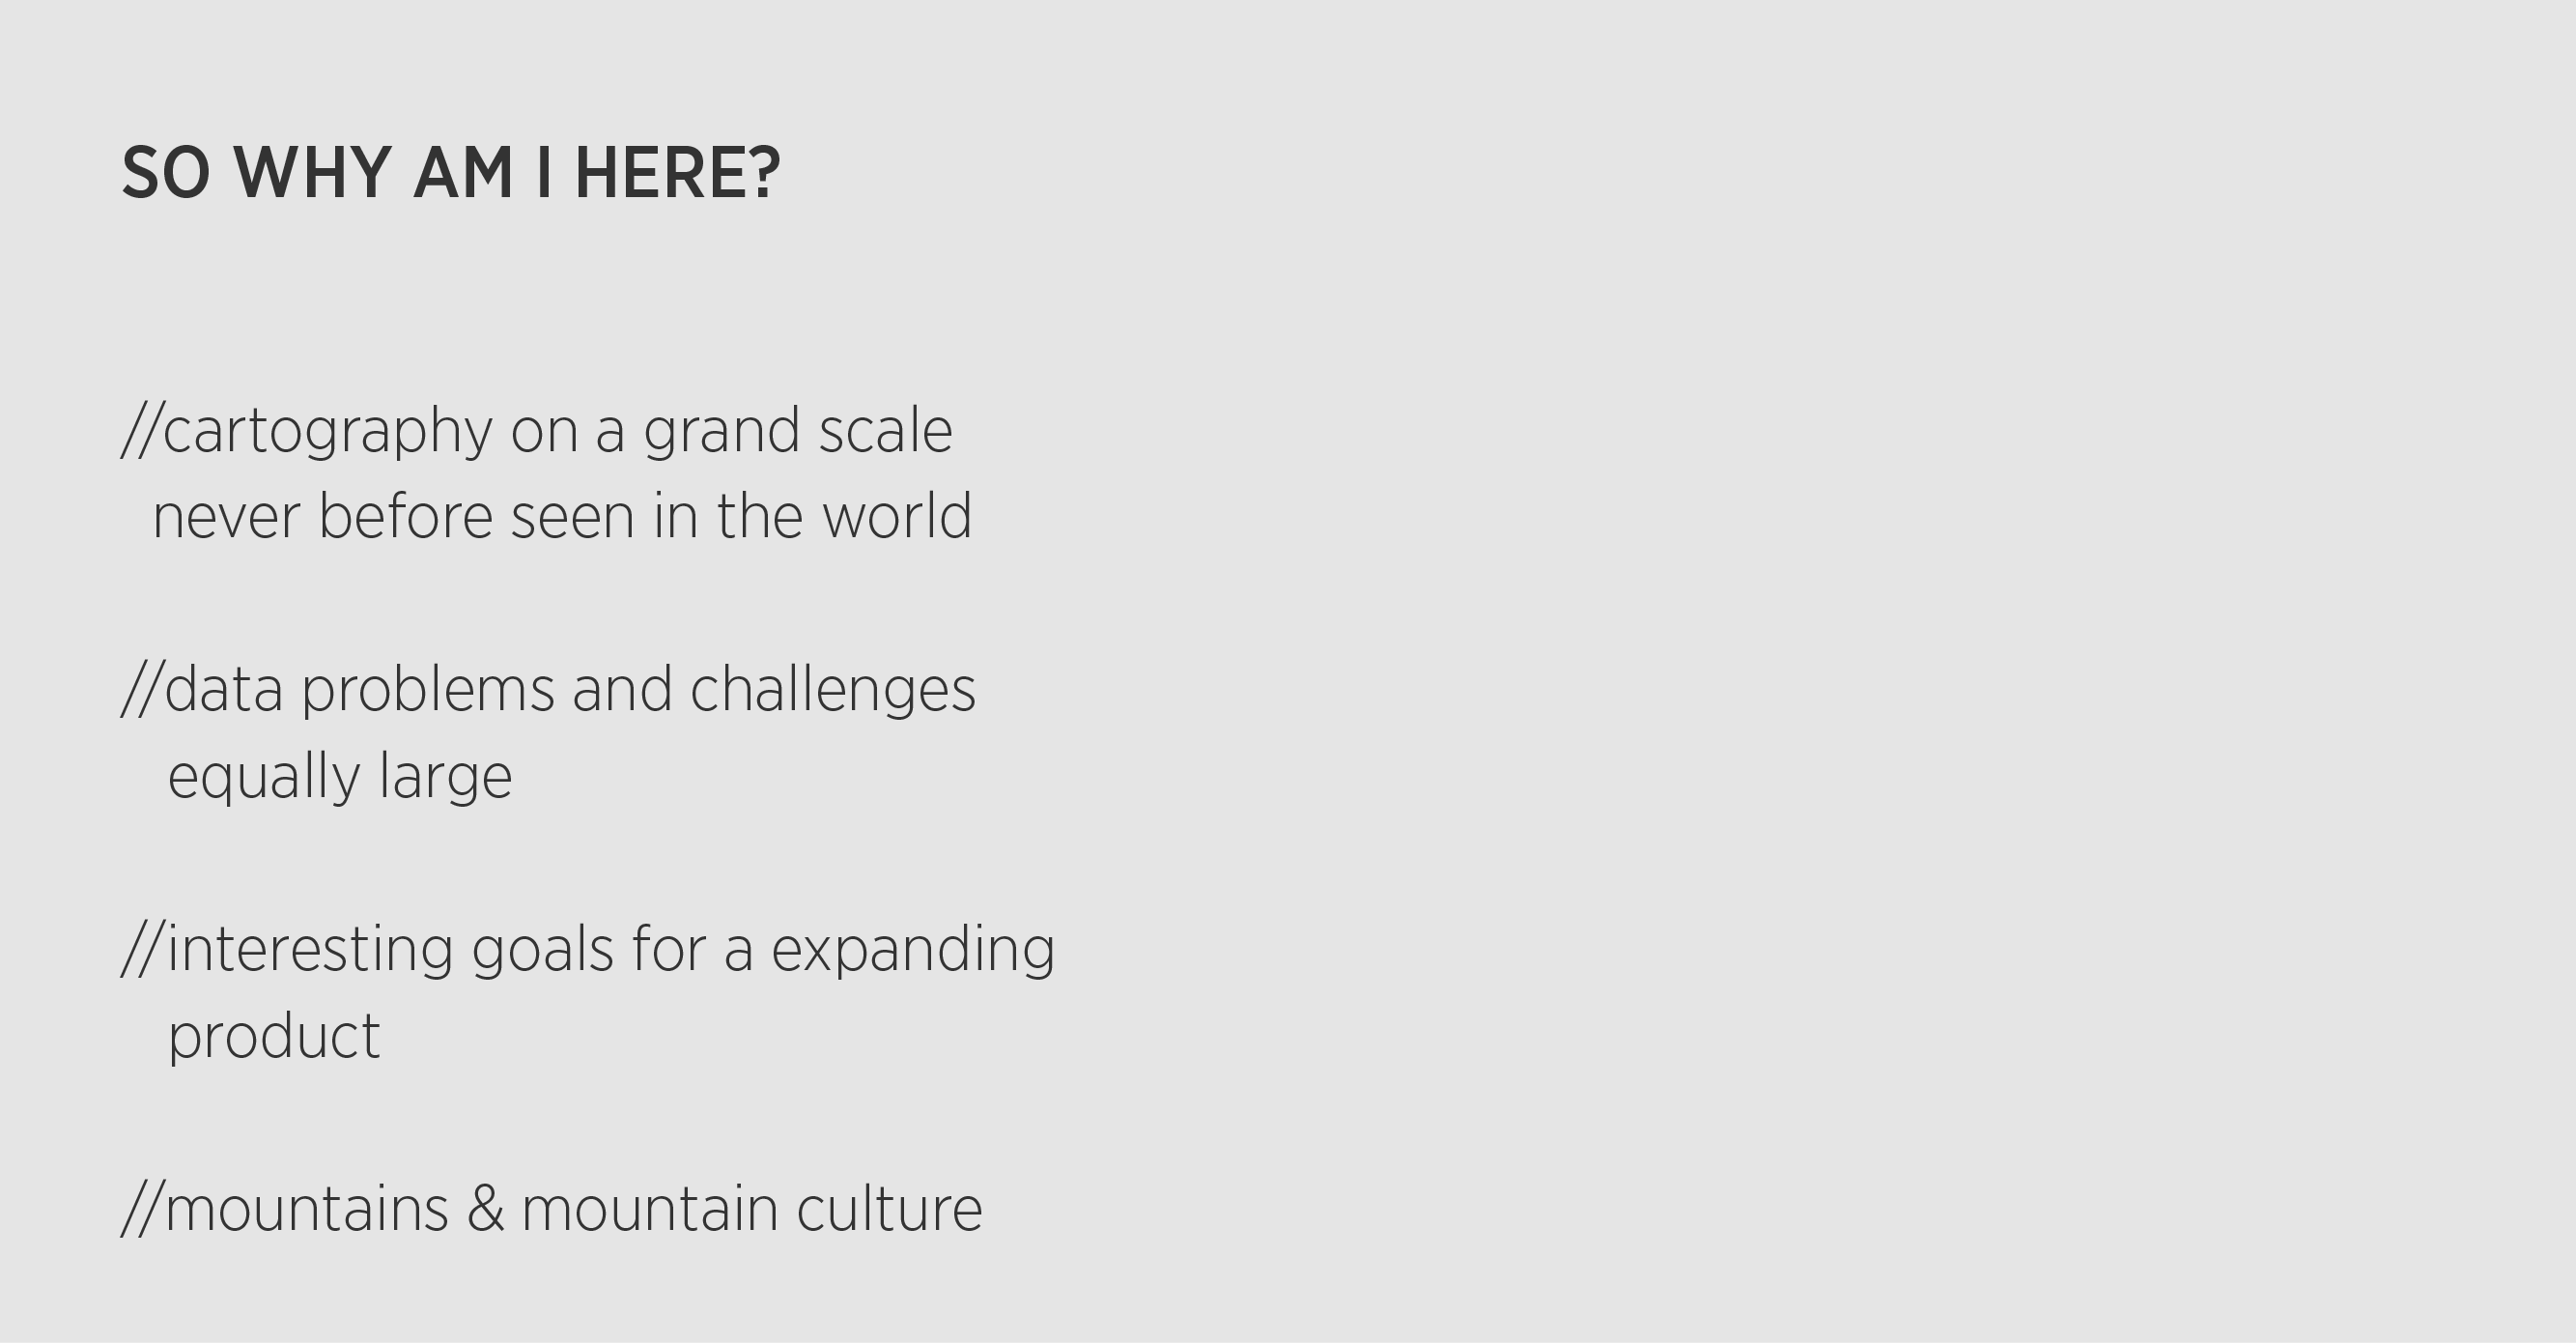 SO WHY AM I HERE?
//cartography on a grand scale
never before seen in the world
//data problems and challenges
equally large
//interesting goals for a expanding
product
//mountains & mountain culture